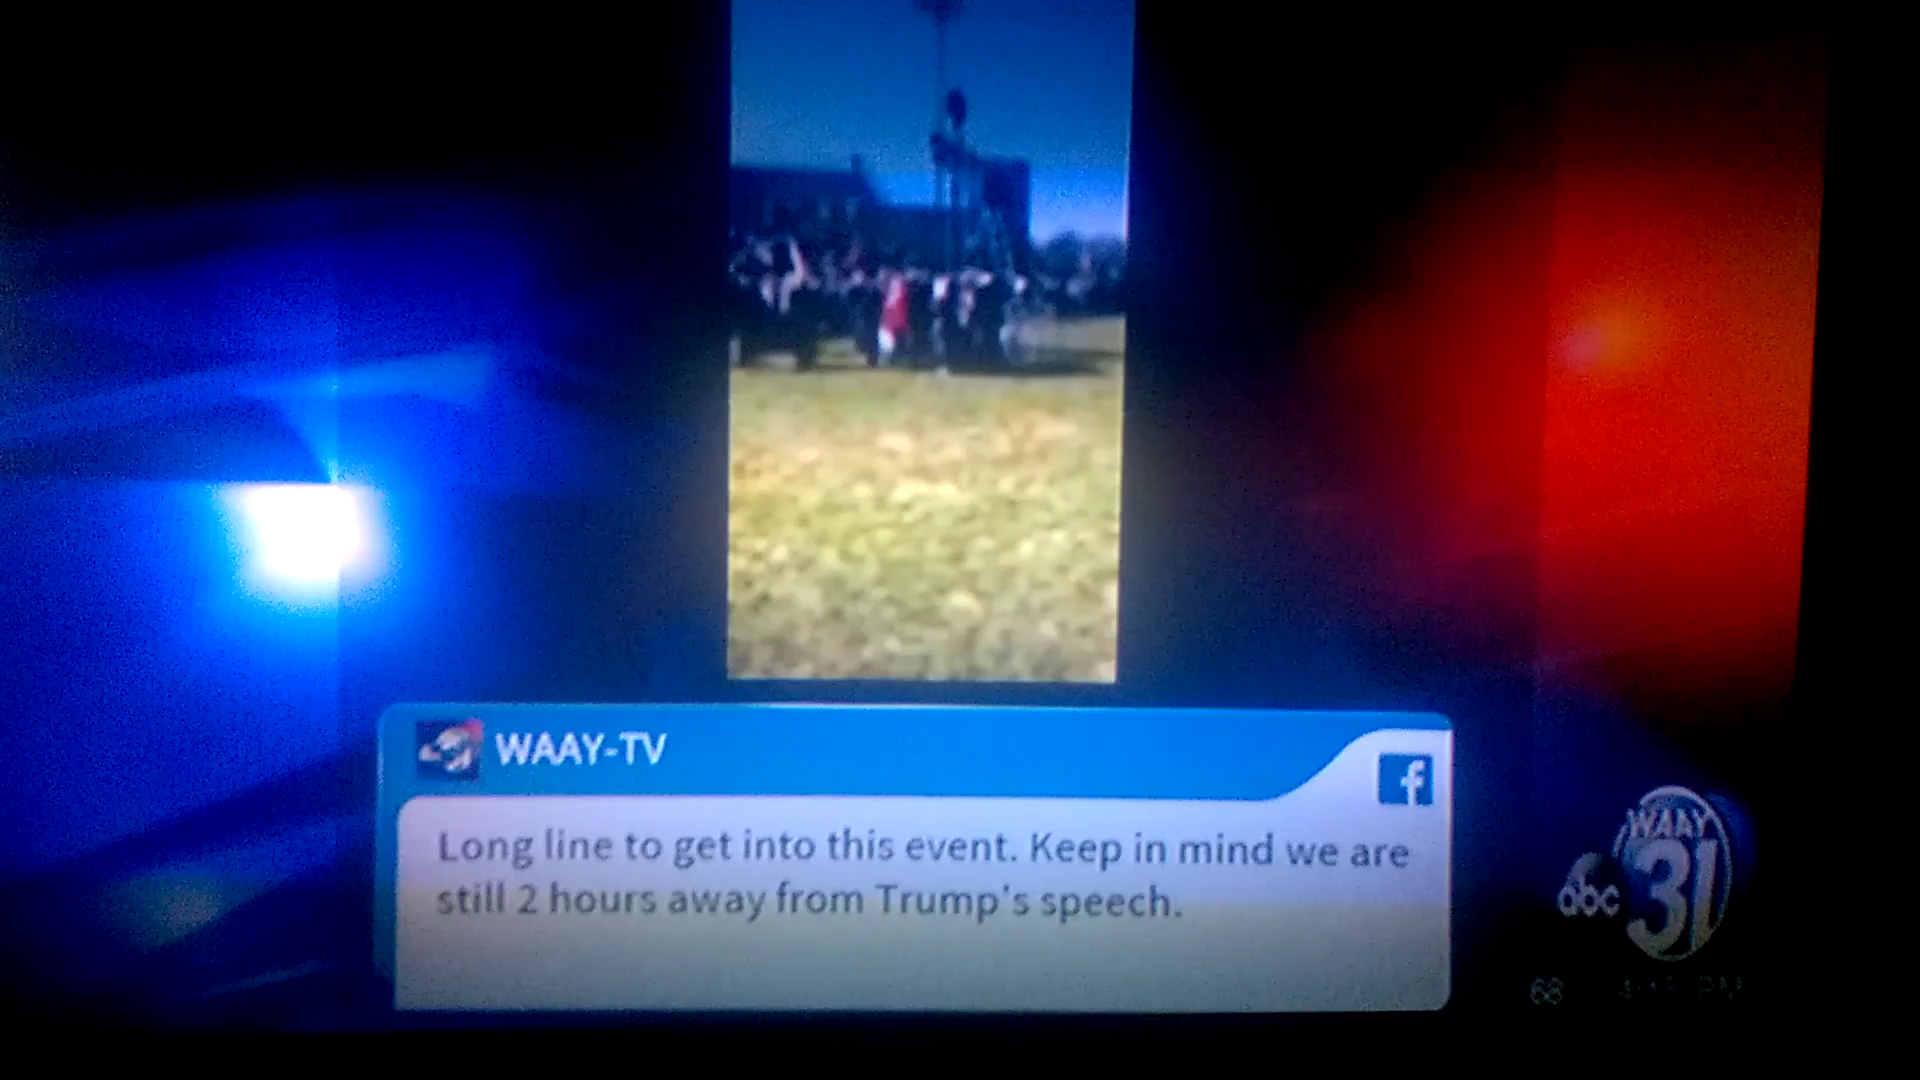 WAAY-TV
Long line to get into this event. Keep in mind we are
still 2 hours away from Trump's speech.
WAAY
abc 31
68 PM